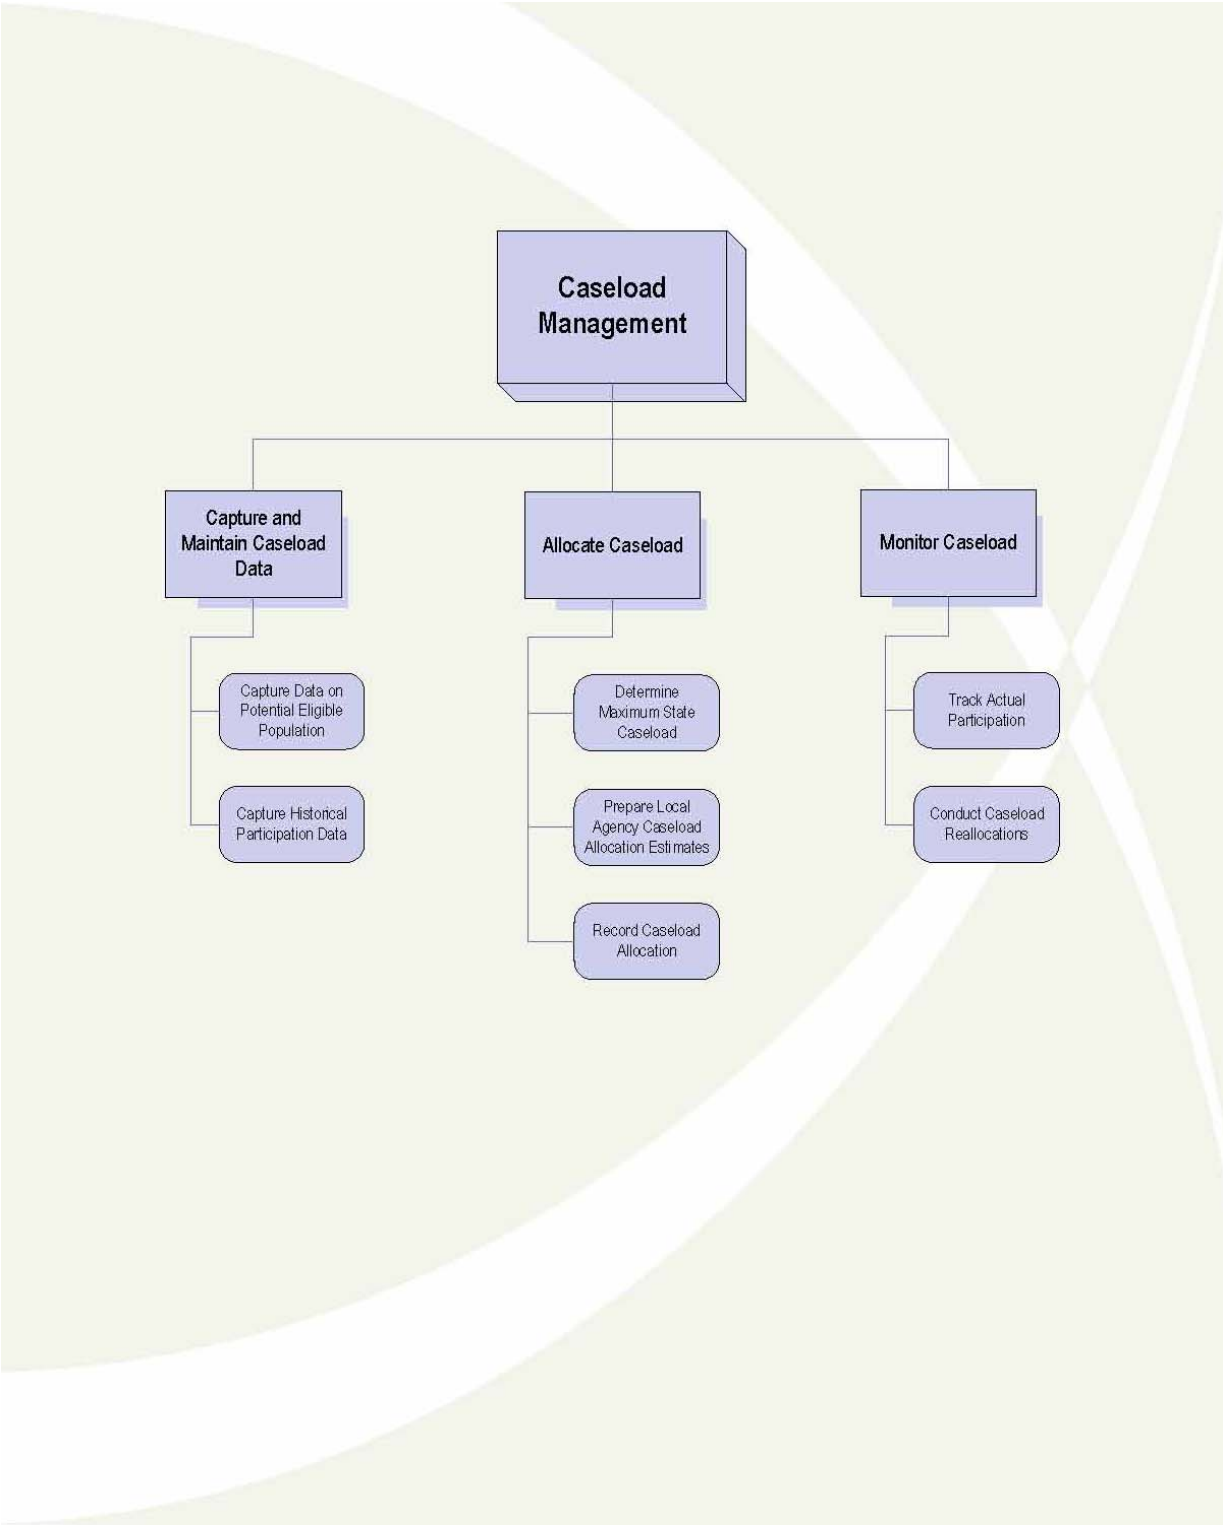 Caseload
Management
Capture and
Maintain Caseload
Data
Capture Data on
Potential Eligible
Population
Capture Historical
Participation Data
Allocate Caseload
Determine
Maximum State
Caseload
Prepare Local
Agency Caseload
Allocation Estimates
Record Caseload
Allocation
Monitor Caseload
Track Actual
Participation
Conduct Caseload
Reallocations